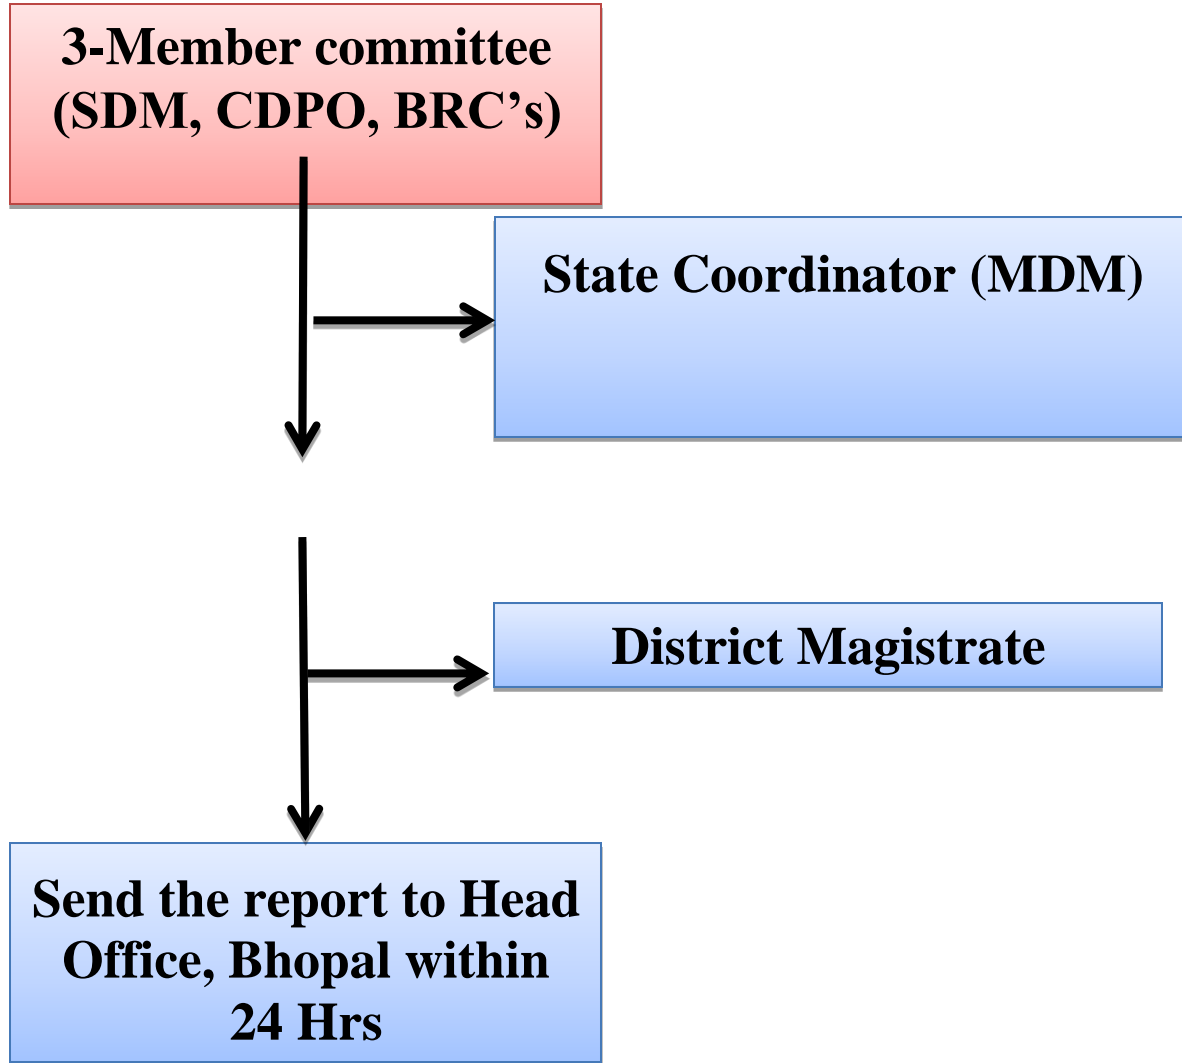 3-Member committee
(SDM, CDPO, BRC’s)
State Coordinator (MDM)
District Magistrate
Send the report to Head
Office, Bhopal within
24 Hrs